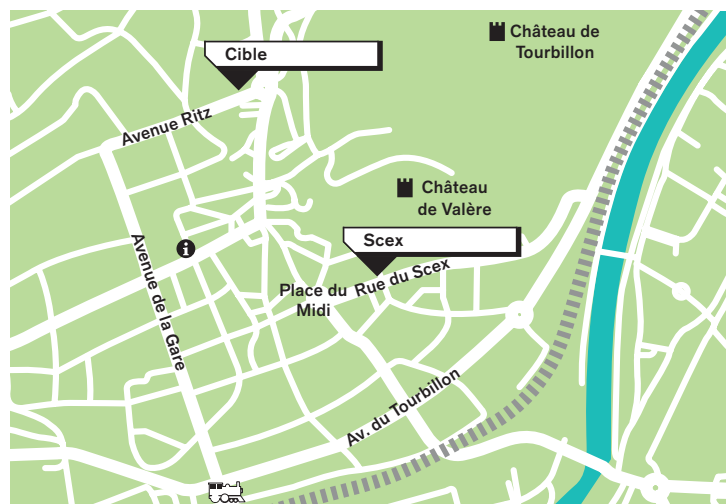 Château de
Tourbillon
Cible
Avenue Ritz
Château
de Valère
Scex
Avenue de la Gare
Rue du Scex
Place du
Midi
Av. du Tourbillon
i